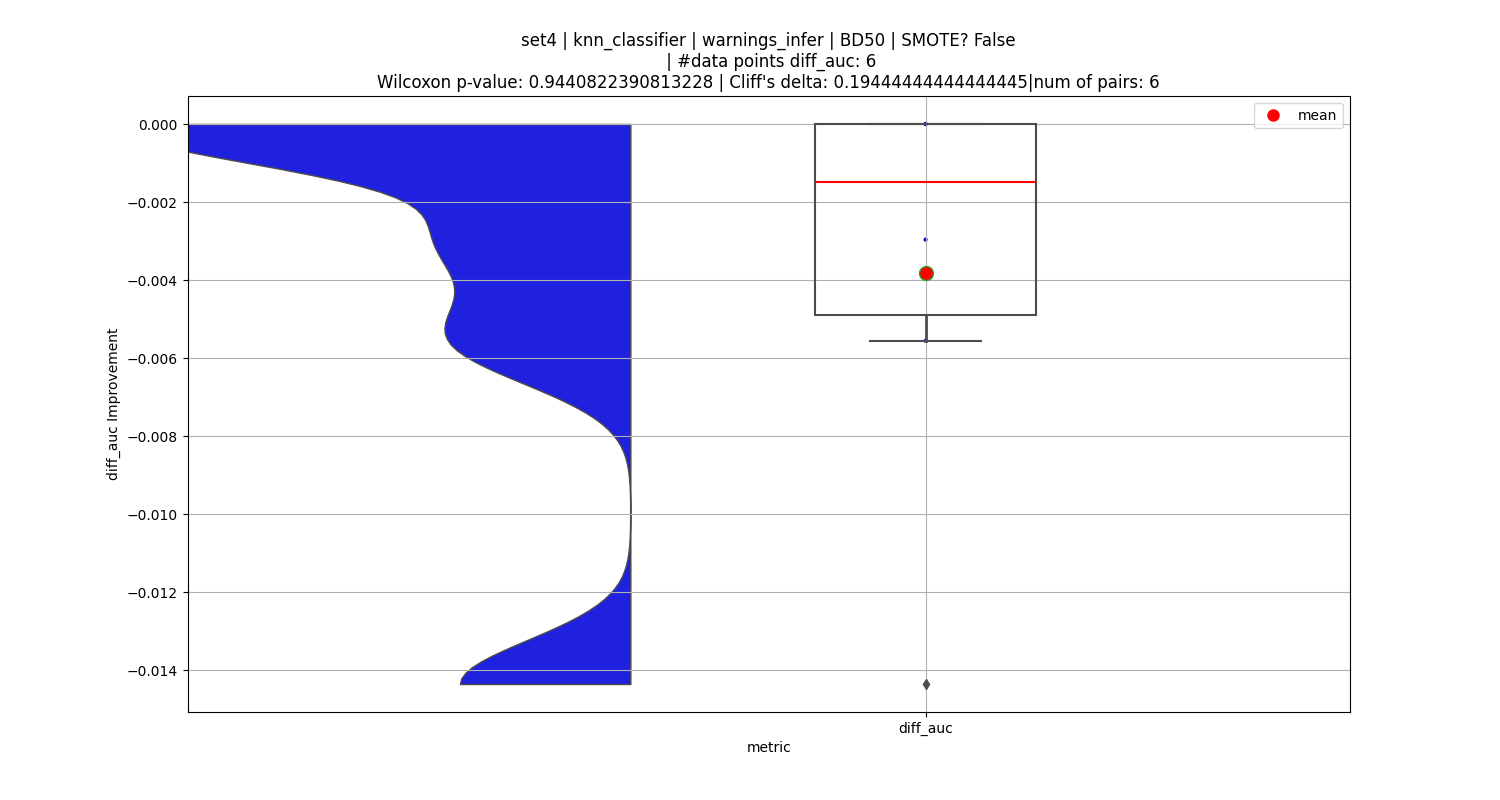 set4 | knn_classifier | warnings_infer | BD50 | SMOTE? False
| #data points diff_auc: 6
Wilcoxon p-value: 0.9440822390813228 | Cliff's delta: 0.19444444444444445|num of pairs: 6
mean
0.000
−0.002
−0.004
−0.006
−0.008
−0.010
−0.012
−0.014
diff_auc Improvement
diff_auc
metric